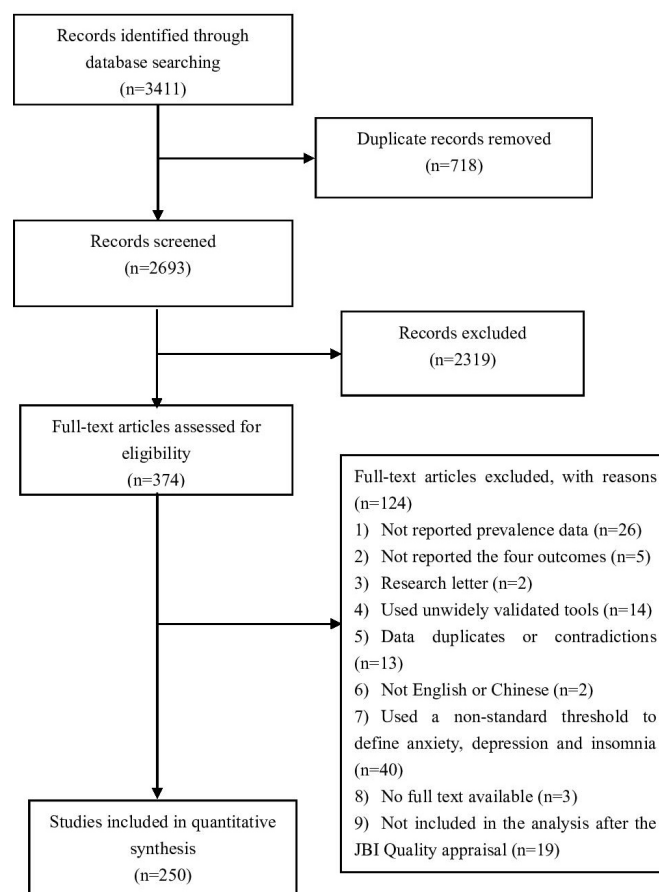 Records identified through
database searching
(n=3411)
Duplicate records removed
(n=718)
Records screened
(n=2693)
Records excluded
(n=2319)
Full-text articles assessed for
eligibility
(n=374)
Full-text articles excluded, with reasons
(n=124)
1) Not reported prevalence data (n=26)
2) Not reported the four outcomes (n=5)
3) Research letter (n=2)
4) Used unwidely validated tools (n=14)
5) Data duplicates or contradictions
(n=13)
6) Not English or Chinese (n=2)
7) Used a non-standard threshold to
define anxiety, depression and insomnia
(n=40)
8) No full text available (n=3)
9) Not included in the analysis after the
JBI Quality appraisal (n=19)
Studies included in quantitative
synthesis
(n=250)